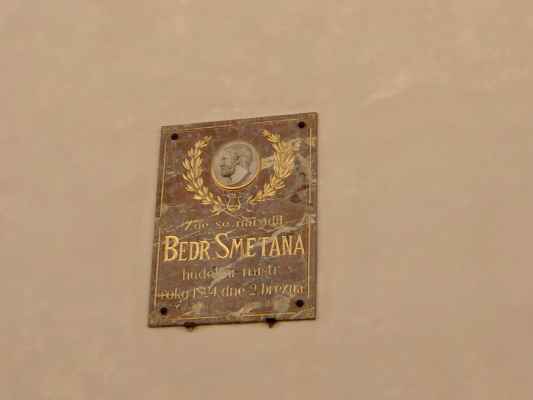 Zde se narodil
BEDR. SMETANA
hudební mistr
roku 1824 dne 2. března